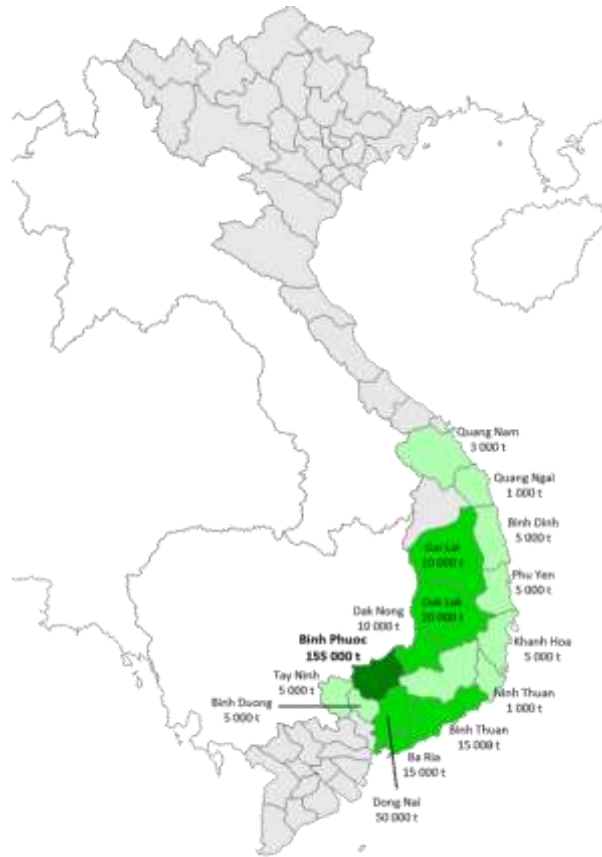 Quang Nam
3 000 t
Quang Ngai
1 000 t
Binh Dinh
5 000 t
Gai Lai
10 000 t
Phu Yen
5 000 t
Dak Lak
20 000 t
Dak Nong
10 000 t
Binh Phuoc
155 000 t
Khanh Hoa
5 000 t
Tay Ninh
5 000 t
Ninh Thuan
1 000 t
Binh Duong
5 000 t
Binh Thuan
15 000 t
Ba Ria
15 000 t
Dong Nai
50 000 t